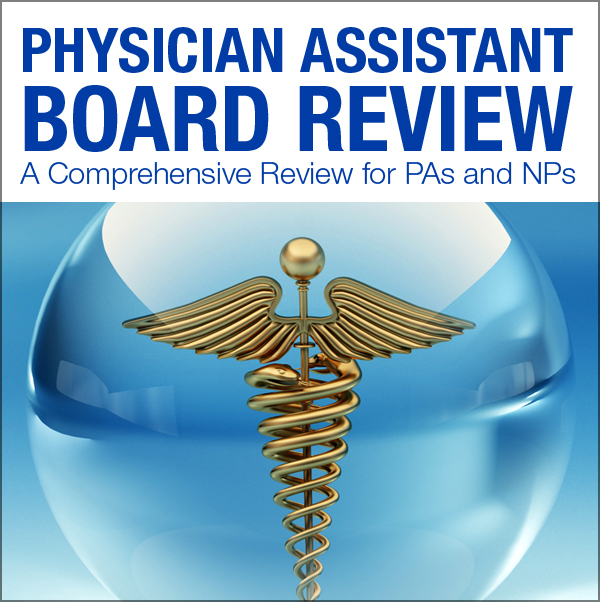 PHYSICIAN ASSISTANT
BOARD REVIEW
A Comprehensive Review for PAs and NPs